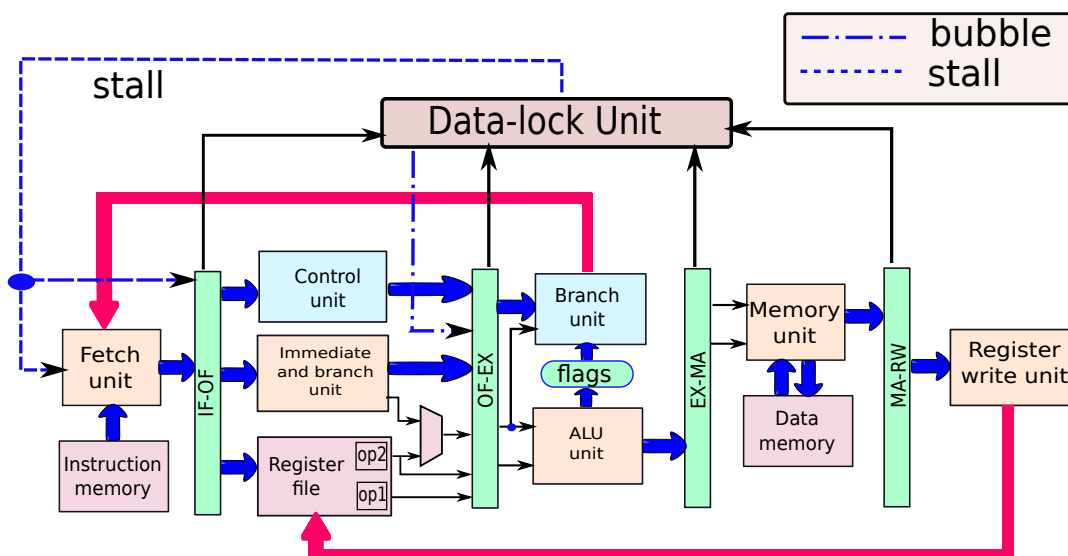 bubble
stall
stall
Data-lock Unit
Control
unit
Branch
unit
Memory
unit
Fetch
unit
Immediate
and branch
unit
flags
Register
write unit
IF-OF
OF-EX
EX-MA
MA-RW
Instruction
memory
Register
file
op2
op1
ALU
unit
Data
memory